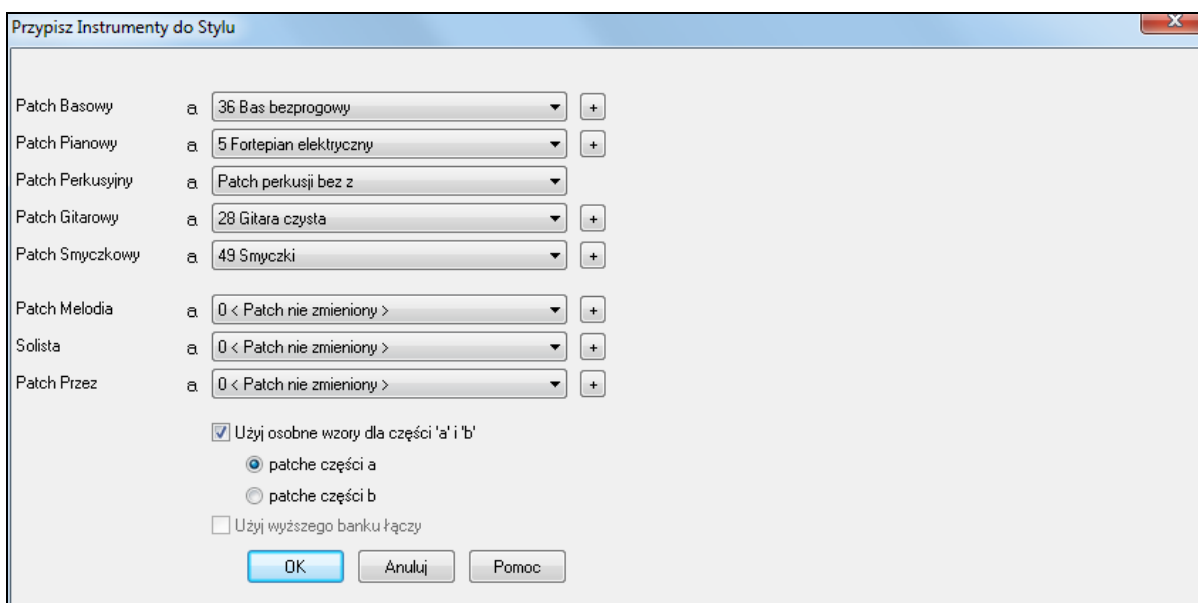 Przypisz Instrumenty do Stylu X
Patch Basowy a 36 Bas bezprogowy +
Patch Pianowy a 5 Fortepian elektryczny +
Patch Perkusyjny a Patch perkusji bez z
Patch Gitarowy a 28 Gitara czysta +
Patch Smyczkowy a 49 Smyczki +
Patch Melodia a 0 < Patch nie zmieniony > +
Solista a 0 < Patch nie zmieniony > +
Patch Przez a 0 < Patch nie zmieniony > +
Użyj osobne wzory dla części 'a' i 'b'
patche części a
patche części b
Użyj wyższego banku łączy
OK Anuluj Pomoc